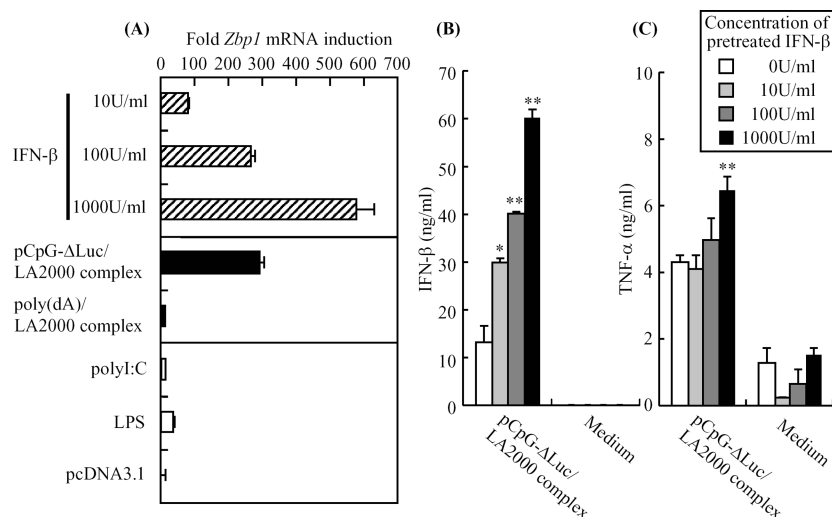 (A)
Fold Zbp1 mRNA induction
0 100 200 300 400 500 600 700
IFN-β
10U/ml
100U/ml
1000U/ml
pCpG-ΔLuc/
LA2000 complex
poly(dA)/
LA2000 complex
polyI:C
LPS
pcDNA3.1
(B)
IFN-β (ng/ml)
70
60
50
40
30
20
10
0
*
**
**
pCpG-ΔLuc/
LA2000 complex
Medium
(C)
TNF-α (ng/ml)
10
8
6
4
2
0
**
pCpG-ΔLuc/
LA2000 complex
Medium
Concentration of
pretreated IFN-β
0U/ml
10U/ml
100U/ml
1000U/ml